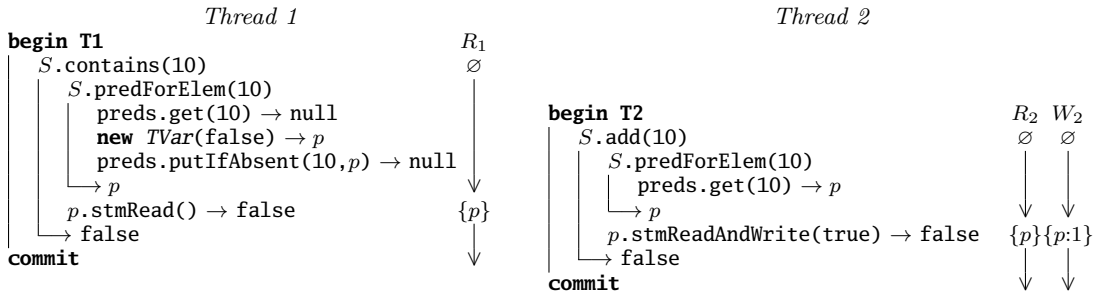 Thread 1
begin T1 R1
S.contains(10) ∅
S.predForElem(10)
preds.get(10) → null
new TVar(false) → p
preds.putIfAbsent(10,p) → null
p
p.stmRead() → false {p}
false
commit
Thread 2
begin T2 R2 W2
S.add(10) ∅ ∅
S.predForElem(10)
preds.get(10) → p
p
p.stmReadAndWrite(true) → false {p}{p:1}
false
commit